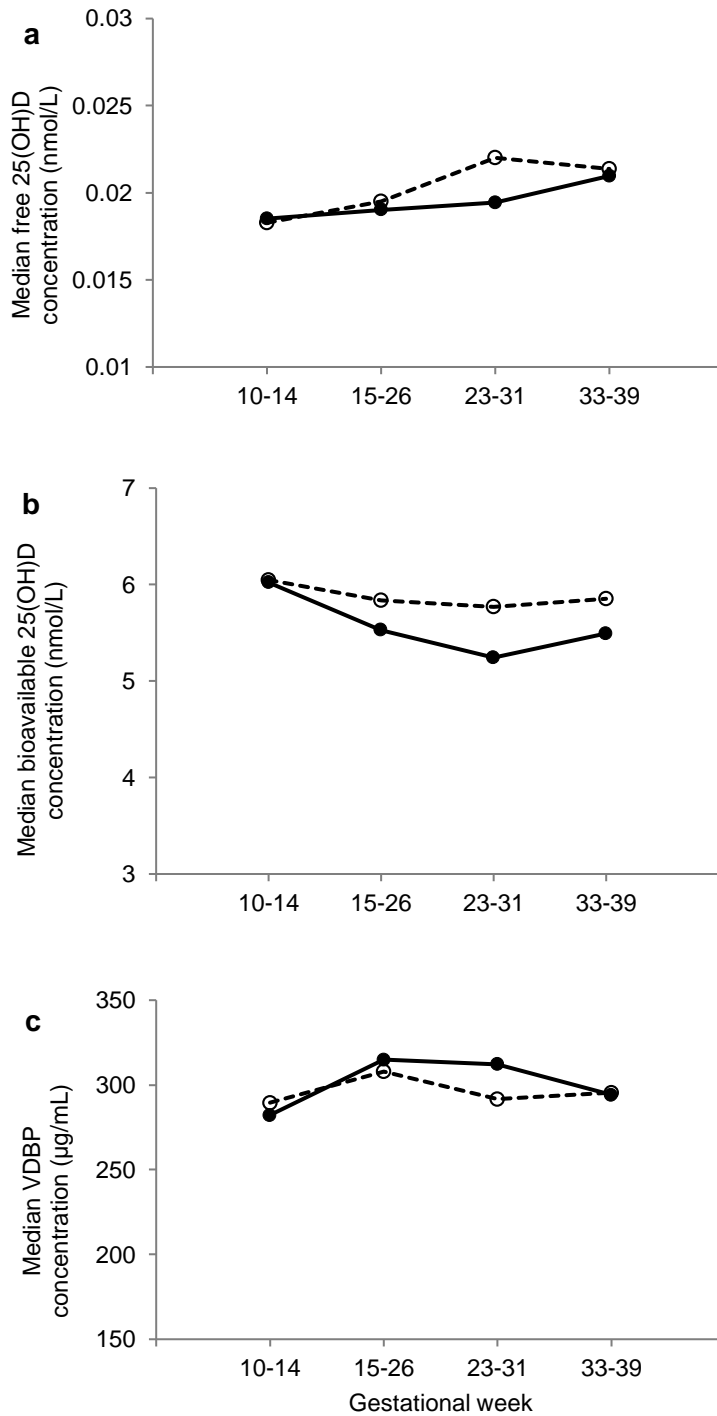 a
Median free 25(OH)D
concentration (nmol/L)
0.03
0.025
0.02
0.015
0.01
10-14 15-26 23-31 33-39
b
Median bioavailable 25(OH)D
concentration (nmol/L)
7
6
5
4
3
10-14 15-26 23-31 33-39
c
Median VDBP
concentration (µg/mL)
350
300
250
200
150
10-14 15-26 23-31 33-39
Gestational week